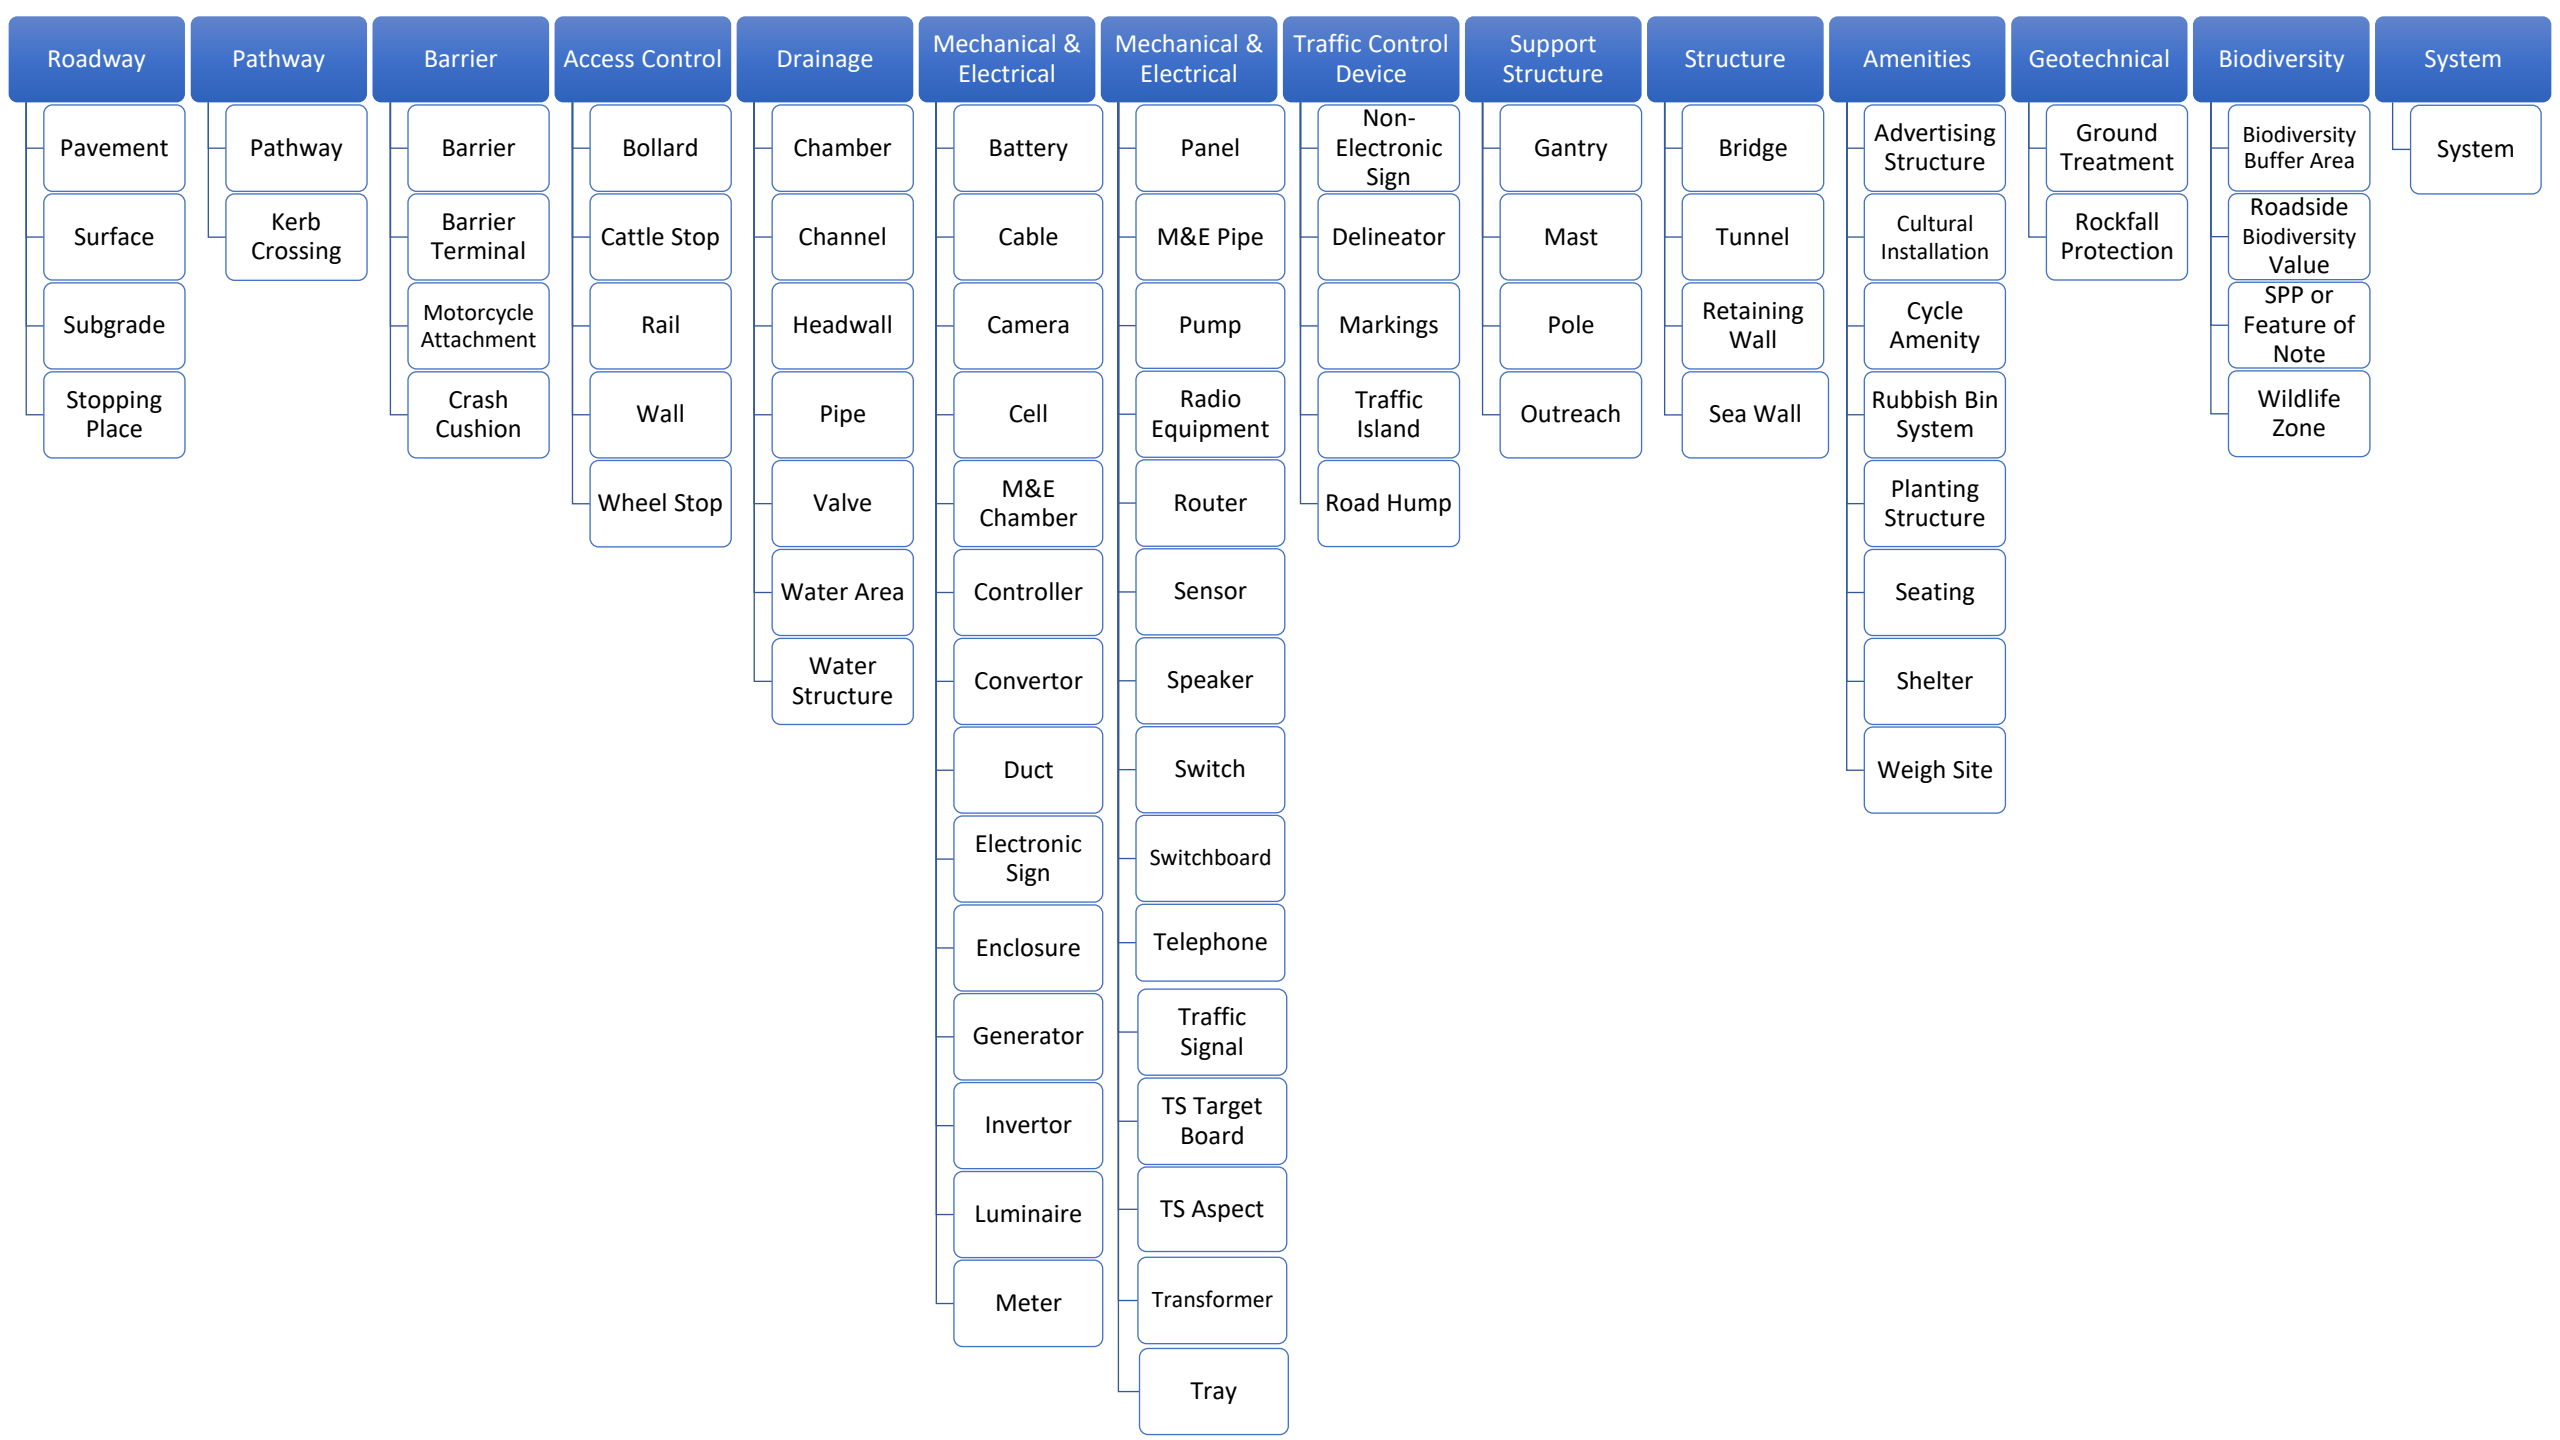 Roadway
Pavement
Surface
Subgrade
Stopping
Place
Pathway
Pathway
Kerb
Crossing
Barrier
Barrier
Barrier
Terminal
Motorcycle
Attachment
Crash
Cushion
Access Control
Bollard
Cattle Stop
Rail
Wall
Wheel Stop
Drainage
Chamber
Channel
Headwall
Pipe
Valve
Water Area
Water
Structure
Mechanical &
Electrical
Battery
Cable
Camera
Cell
M&E
Chamber
Controller
Convertor
Duct
Electronic
Sign
Enclosure
Generator
Invertor
Luminaire
Meter
Mechanical &
Electrical
Panel
M&E Pipe
Pump
Radio
Equipment
Router
Sensor
Speaker
Switch
Switchboard
Telephone
Traffic
Signal
TS Target
Board
TS Aspect
Transformer
Tray
Traffic Control
Device
Non-
Electronic
Sign
Delineator
Markings
Traffic
Island
Road Hump
Support
Structure
Gantry
Mast
Pole
Outreach
Structure
Bridge
Tunnel
Retaining
Wall
Sea Wall
Amenities
Advertising
Structure
Cultural
Installation
Cycle
Amenity
Rubbish Bin
System
Planting
Structure
Seating
Shelter
Weigh Site
Geotechnical
Ground
Treatment
Rockfall
Protection
Biodiversity
Biodiversity
Buffer Area
Roadside
Biodiversity
Value
SPP or
Feature of
Note
Wildlife
Zone
System
System